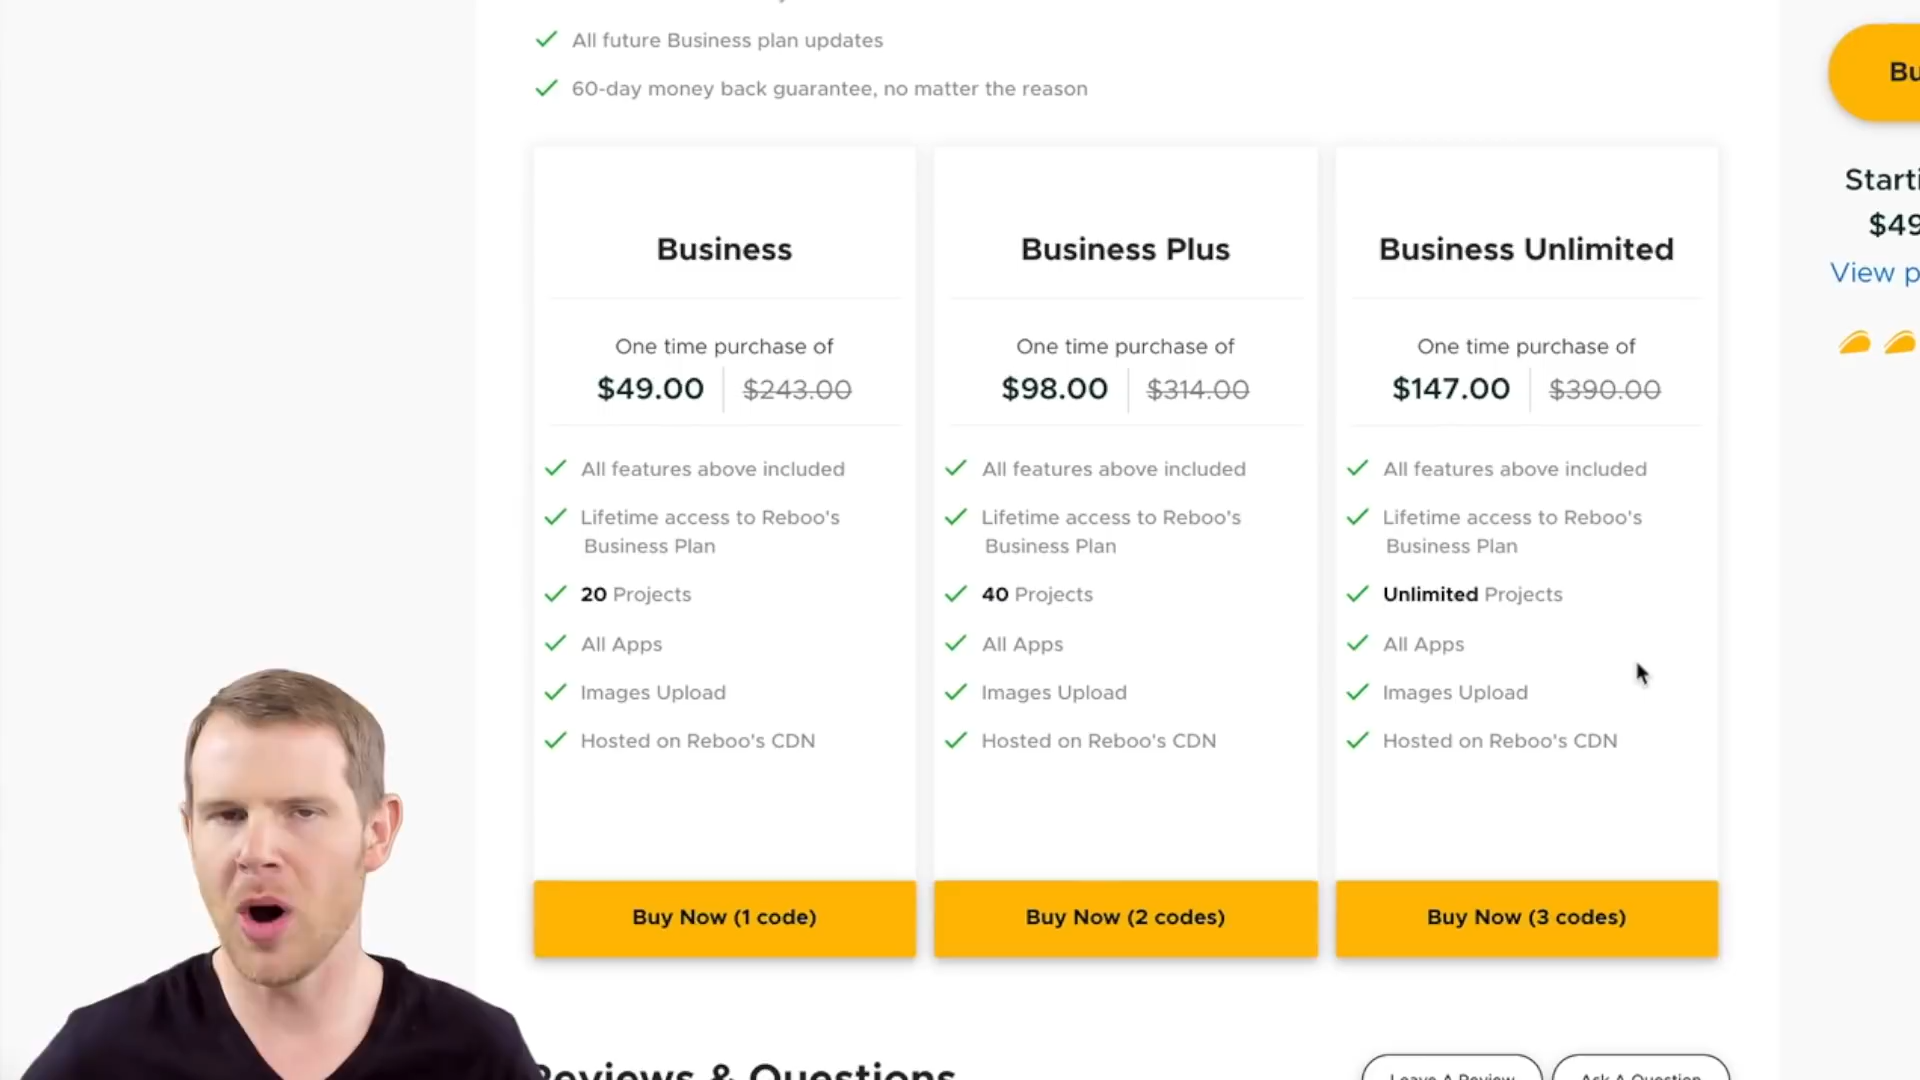 All future Business plan updates
60-day money back guarantee, no matter the reason
Business
One time purchase of
$49.00 $243.00
All features above included
Lifetime access to Reboo's
Business Plan
20 Projects
All Apps
Images Upload
Hosted on Reboo's CDN
Buy Now (1 code)
Business Plus
One time purchase of
$98.00 $314.00
All features above included
Lifetime access to Reboo's
Business Plan
40 Projects
All Apps
Images Upload
Hosted on Reboo's CDN
Buy Now (2 codes)
Business Unlimited
One time purchase of
$147.00 $390.00
All features above included
Lifetime access to Reboo's
Business Plan
Unlimited Projects
All Apps
Images Upload
Hosted on Reboo's CDN
Buy Now (3 codes)
Bu
Starti
$49
View p
Reviews & Questions
Leave A Review
Ask A Question